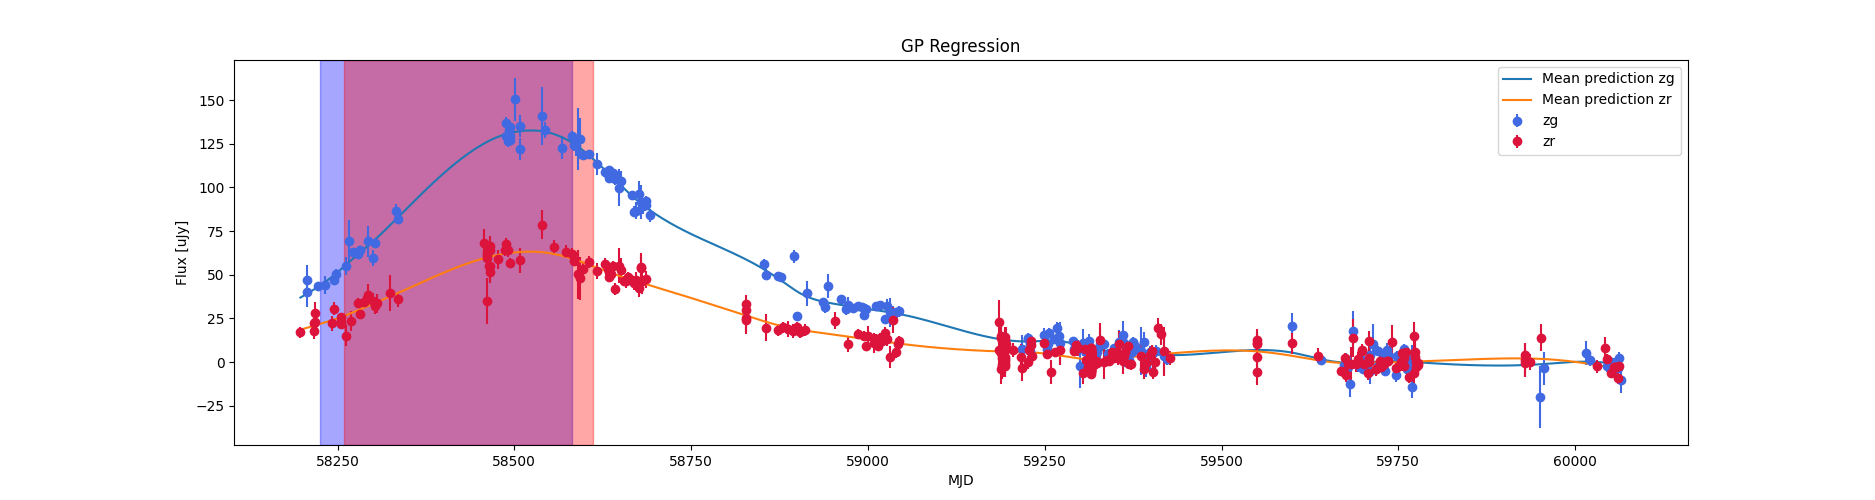 GP Regression
Flux [uJy]
150
125
100
75
50
25
0
−25
58250
58500
58750
59000
59250
59500
59750
60000
MJD
Mean prediction zg
Mean prediction zr
zg
zr